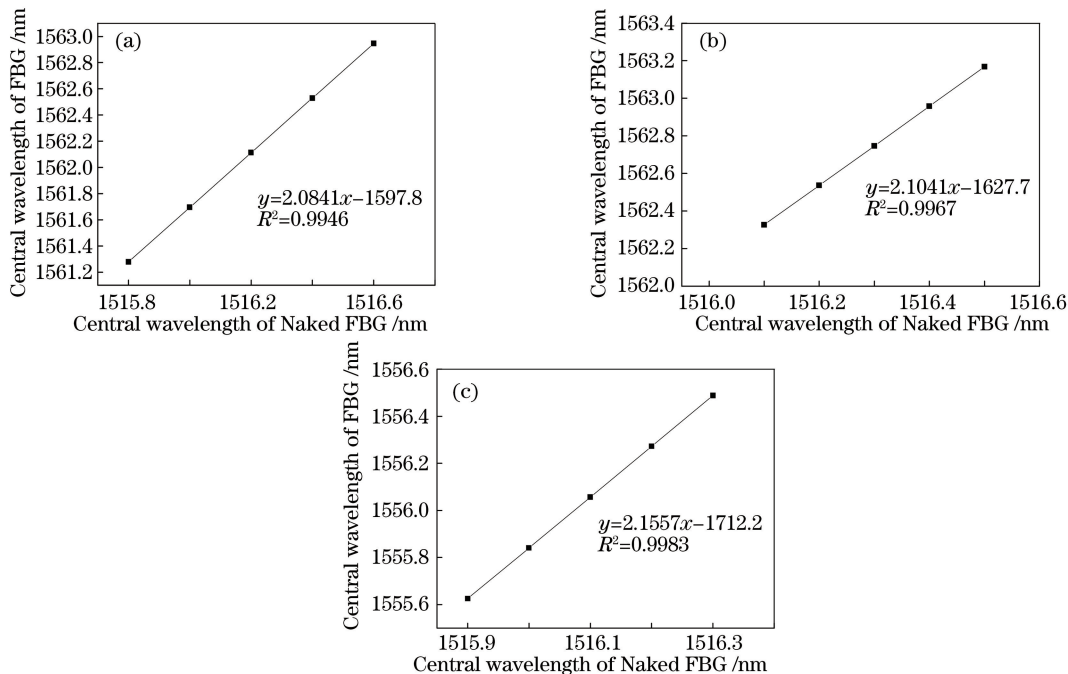 (a)
Central wavelength of FBG /nm
1563.0
1562.8
1562.6
1562.4
1562.2
1562.0
1561.8
1561.6
1561.4
1561.2
y=2.0841x−1597.8
R²=0.9946
1515.8
1516.2
1516.6
Central wavelength of Naked FBG /nm
(b)
Central wavelength of FBG /nm
1563.4
1563.2
1563.0
1562.8
1562.6
1562.4
1562.2
1562.0
y=2.1041x−1627.7
R²=0.9967
1516.0
1516.2
1516.4
1516.6
Central wavelength of Naked FBG /nm
(c)
Central wavelength of FBG /nm
1556.6
1556.4
1556.2
1556.0
1555.8
1555.6
y=2.1557x−1712.2
R²=0.9983
1515.9
1516.1
1516.3
Central wavelength of Naked FBG /nm